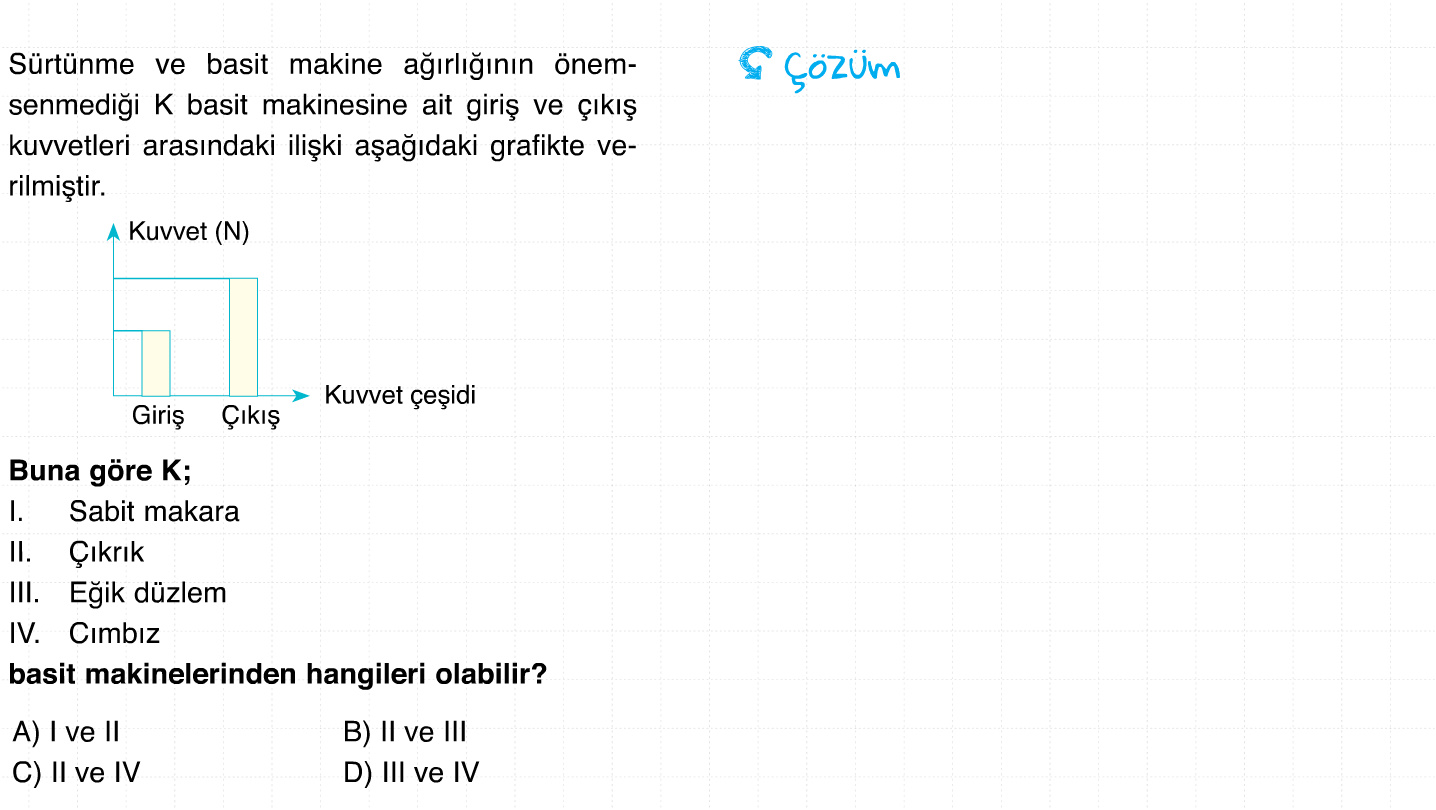 Sürtünme ve basit makine ağırlığının önem-
senmediği K basit makinesine ait giriş ve çıkış
kuvvetleri arasındaki ilişki aşağıdaki grafikte ve-
rilmiştir.
Kuvvet (N)
Kuvvet çeşidi
Giriş Çıkış
Buna göre K;
I. Sabit makara
II. Çıkrık
III. Eğik düzlem
IV. Cımbız
basit makinelerinden hangileri olabilir?
A) I ve II B) II ve III
C) II ve IV D) III ve IV
Çözüm